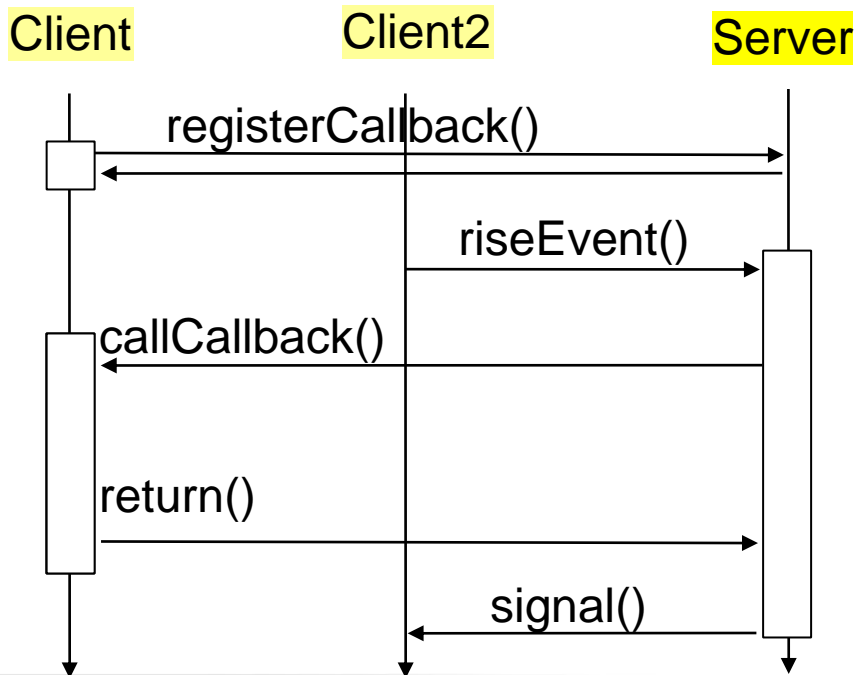 Client
Client2
Server
registerCallback()
riseEvent()
callCallback()
return()
signal()